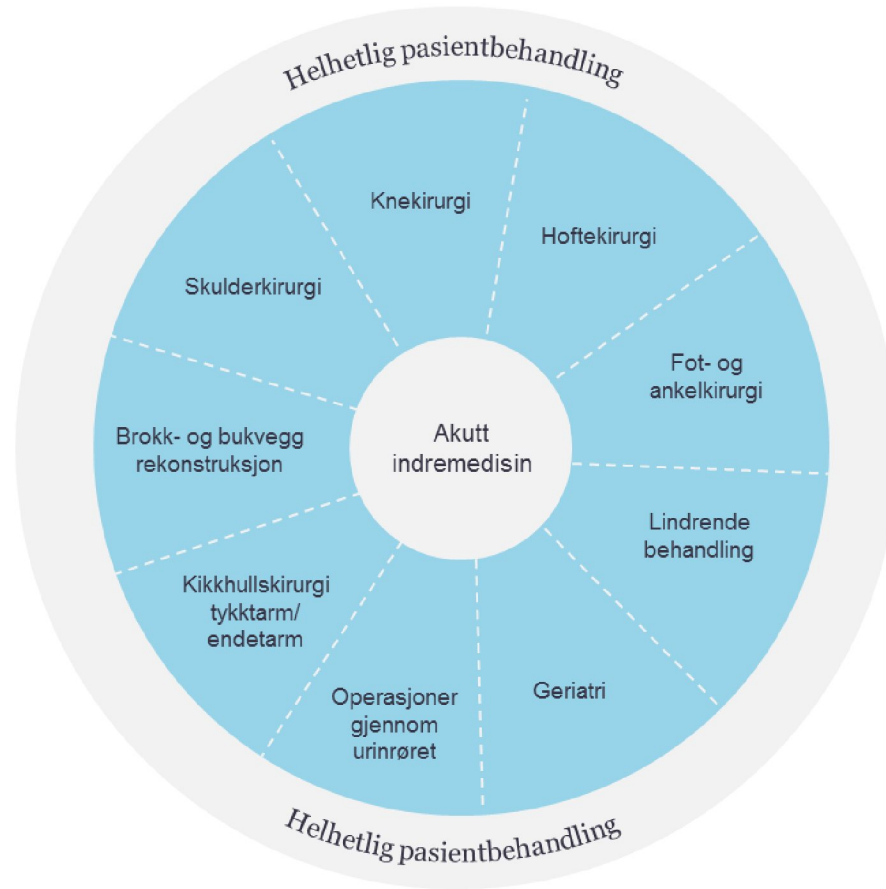 Helhetlig pasientbehandling
Knekirurgi
Hoftekirurgi
Skulderkirurgi
Fot- og
ankelkirurgi
Brokk- og bukvegg
rekonstruksjon
Akutt
indremedisin
Lindrende
behandling
Kikkhullskirurgi
tykktarm/
endetarm
Operasjoner
gjennom
urinrøret
Geriatri
Helhetlig pasientbehandling